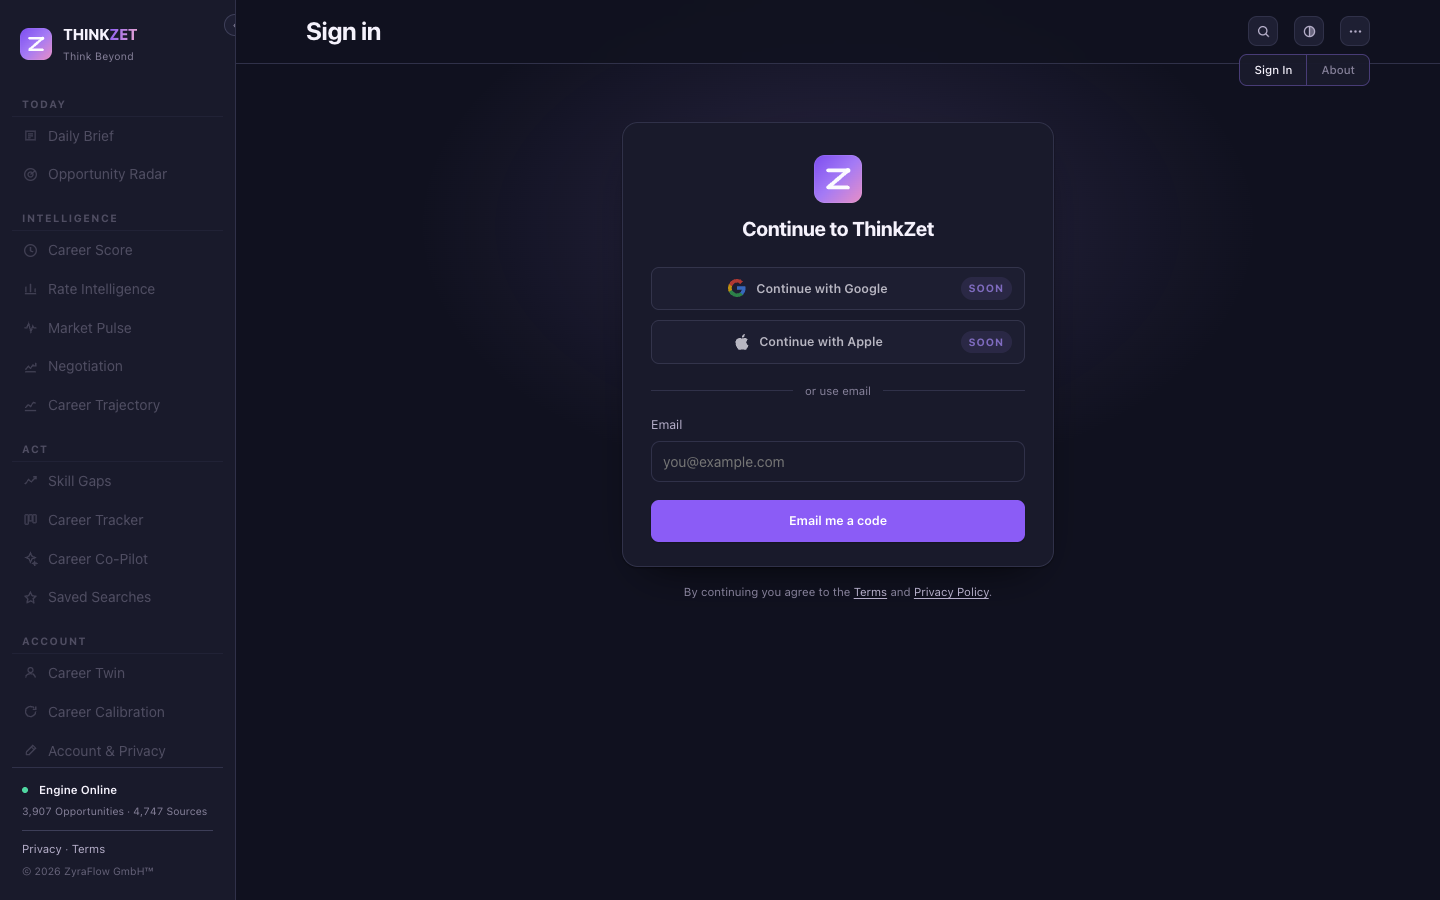 THINKZET
Think Beyond
TODAY
Daily Brief
Opportunity Radar
INTELLIGENCE
Career Score
Rate Intelligence
Market Pulse
Negotiation
Career Trajectory
ACT
Skill Gaps
Career Tracker
Career Co-Pilot
Saved Searches
ACCOUNT
Career Twin
Career Calibration
Account & Privacy
Engine Online
3,907 Opportunities · 4,747 Sources
Privacy · Terms
© 2026 ZyraFlow GmbH™
Sign in
Sign In
About
Continue to ThinkZet
Continue with Google SOON
Continue with Apple SOON
or use email
Email
you@example.com
Email me a code
By continuing you agree to the Terms and Privacy Policy.